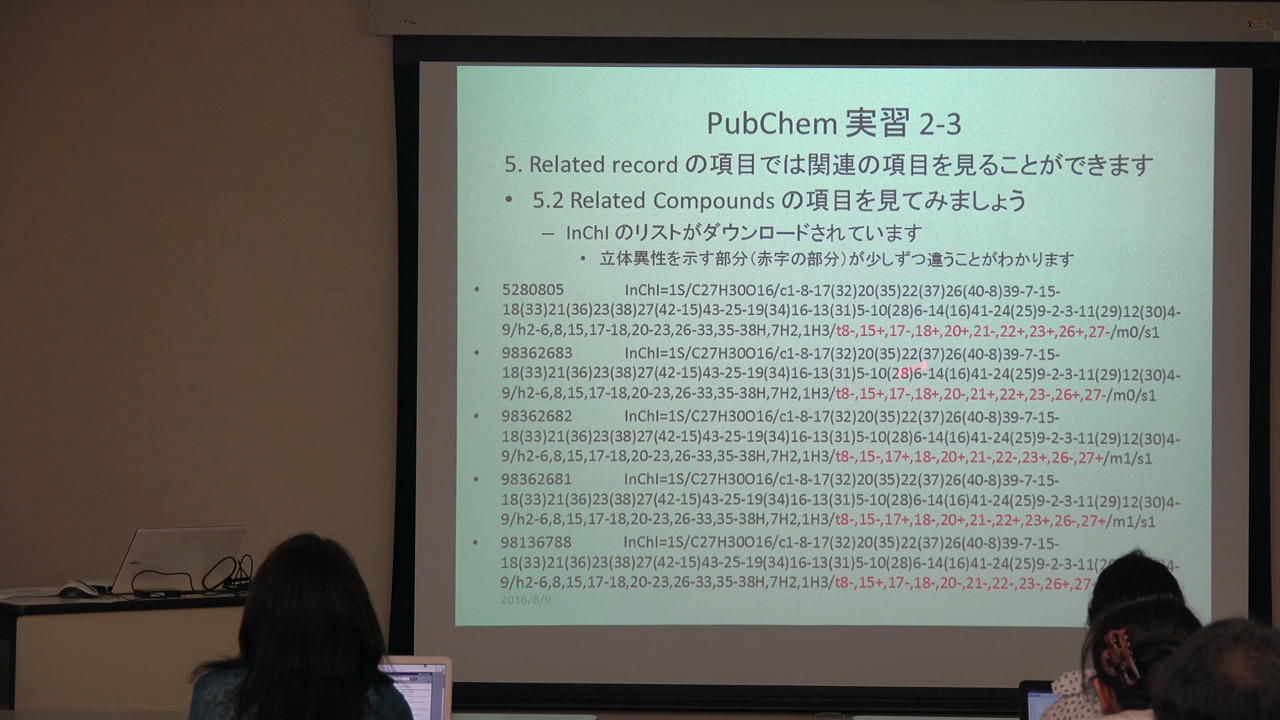 PubChem 実習 2-3
5. Related record の項目では関連の項目を見ることができます
• 5.2 Related Compounds の項目を見てみましょう
– InChI のリストがダウンロードされています
• 立体異性を示す部分(赤字の部分)が少しずつ違うことがわかります
• 5280805 InChI=1S/C27H30O16/c1-8-17(32)20(35)22(37)26(40-8)39-7-15-
18(33)21(36)23(38)27(42-15)43-25-19(34)16-13(31)5-10(28)6-14(16)41-24(25)9-2-3-11(29)12(30)4-
9/h2-6,8,15,17-18,20-23,26-33,35-38H,7H2,1H3/t8-,15+,17-,18+,20+,21-,22+,23+,26+,27-/m0/s1
• 98362683 InChI=1S/C27H30O16/c1-8-17(32)20(35)22(37)26(40-8)39-7-15-
18(33)21(36)23(38)27(42-15)43-25-19(34)16-13(31)5-10(28)6-14(16)41-24(25)9-2-3-11(29)12(30)4-
9/h2-6,8,15,17-18,20-23,26-33,35-38H,7H2,1H3/t8-,15+,17-,18+,20-,21+,22+,23-,26+,27-/m0/s1
• 98362682 InChI=1S/C27H30O16/c1-8-17(32)20(35)22(37)26(40-8)39-7-15-
18(33)21(36)23(38)27(42-15)43-25-19(34)16-13(31)5-10(28)6-14(16)41-24(25)9-2-3-11(29)12(30)4-
9/h2-6,8,15,17-18,20-23,26-33,35-38H,7H2,1H3/t8-,15-,17+,18-,20+,21-,22-,23+,26-,27+/m1/s1
• 98362681 InChI=1S/C27H30O16/c1-8-17(32)20(35)22(37)26(40-8)39-7-15-
18(33)21(36)23(38)27(42-15)43-25-19(34)16-13(31)5-10(28)6-14(16)41-24(25)9-2-3-11(29)12(30)4-
9/h2-6,8,15,17-18,20-23,26-33,35-38H,7H2,1H3/t8-,15-,17+,18-,20+,21-,22+,23+,26-,27+/m1/s1
• 98136788 InChI=1S/C27H30O16/c1-8-17(32)20(35)22(37)26(40-8)39-7-15-
18(33)21(36)23(38)27(42-15)43-25-19(34)16-13(31)5-10(28)6-14(16)41-24(25)9-2-3-11(2 12(30)4-
9/h2-6,8,15,17-18,20-23,26-33,35-38H,7H2,1H3/t8-,15+,17-,18-,20-,21-,22-,23-,26+,27
2016/8/9